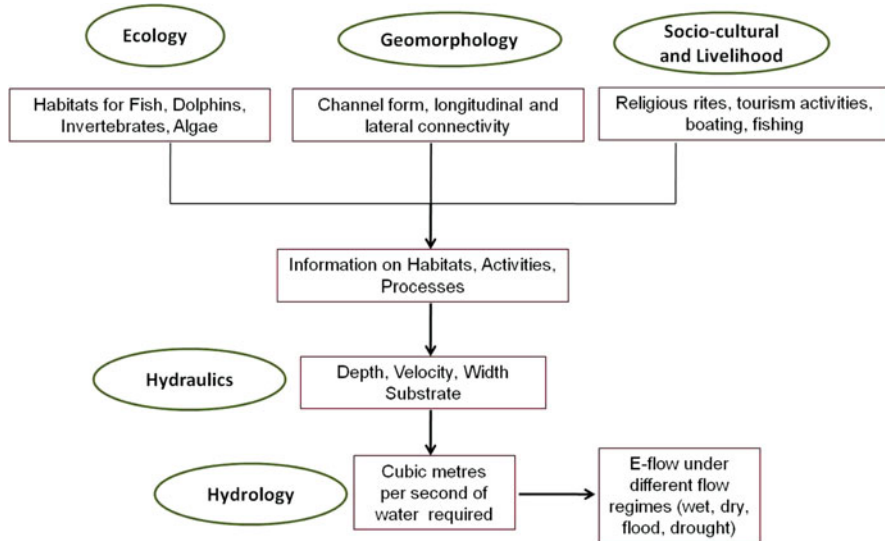 Ecology
Geomorphology
Socio-cultural
and Livelihood
Habitats for Fish, Dolphins,
Invertebrates, Algae
Channel form, longitudinal and
lateral connectivity
Religious rites, tourism activities,
boating, fishing
Information on Habitats, Activities,
Processes
Hydraulics
Depth, Velocity, Width
Substrate
Hydrology
Cubic metres
per second of
water required
E-flow under
different flow
regimes (wet, dry,
flood, drought)